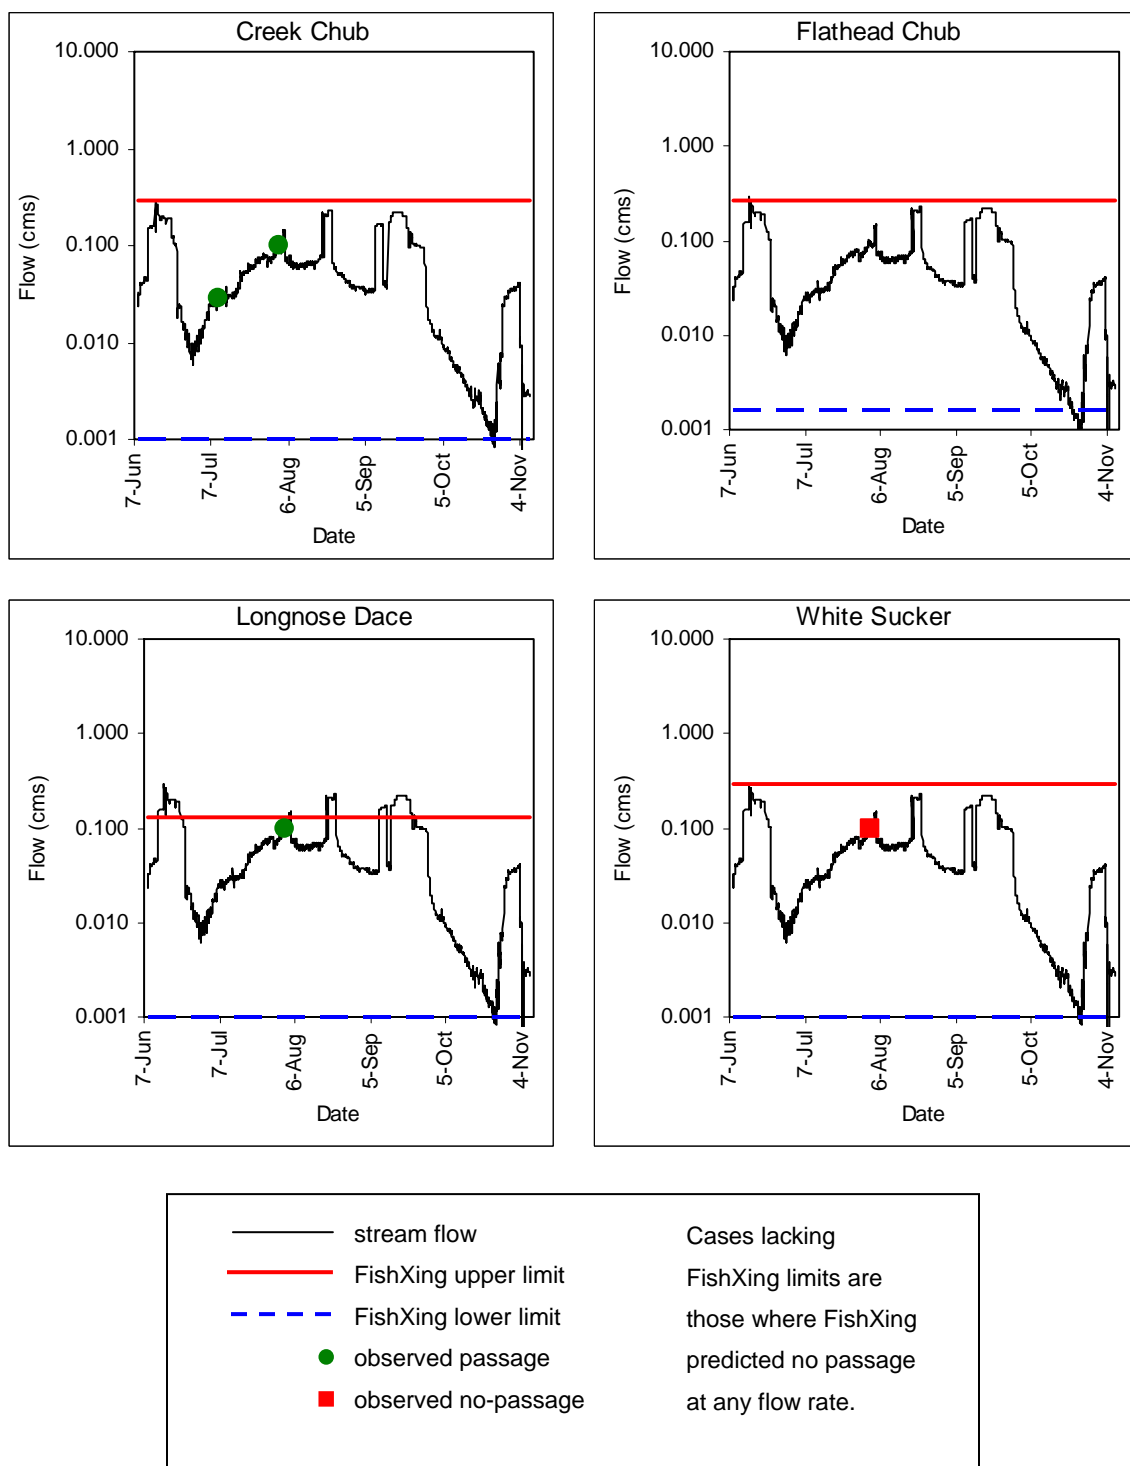 Creek Chub
10.000
1.000
0.100
0.010
0.001
Flow (cms)
7-Jun
7-Jul
6-Aug
5-Sep
5-Oct
4-Nov
Date
Flathead Chub
10.000
1.000
0.100
0.010
0.001
Flow (cms)
7-Jun
7-Jul
6-Aug
5-Sep
5-Oct
4-Nov
Date
Longnose Dace
10.000
1.000
0.100
0.010
0.001
Flow (cms)
7-Jun
7-Jul
6-Aug
5-Sep
5-Oct
4-Nov
Date
White Sucker
10.000
1.000
0.100
0.010
0.001
Flow (cms)
7-Jun
7-Jul
6-Aug
5-Sep
5-Oct
4-Nov
Date
stream flow
FishXing upper limit
FishXing lower limit
observed passage
observed no-passage
Cases lacking
FishXing limits are
those where FishXing
predicted no passage
at any flow rate.